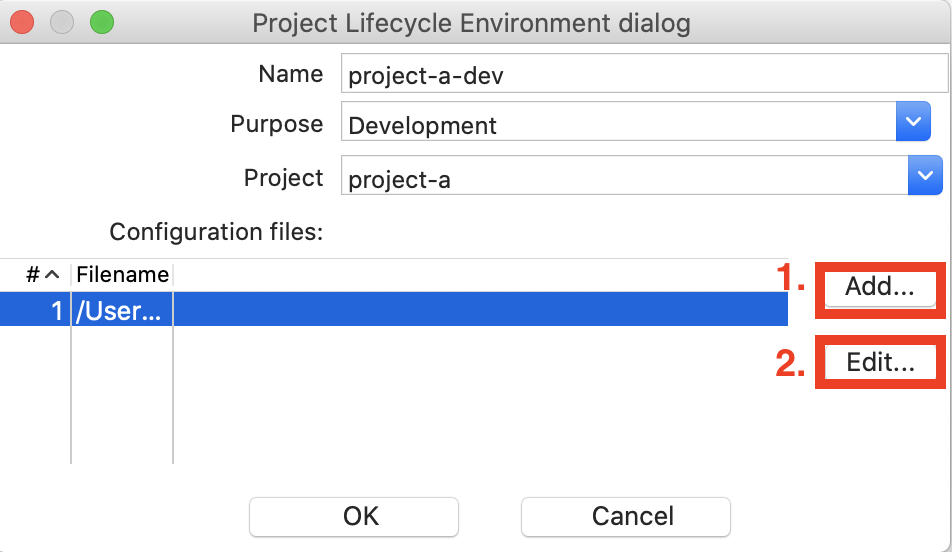 Project Lifecycle Environment dialog
Name project-a-dev
Purpose Development
Project project-a
Configuration files:
# Filename
1. Add...
1 /User...
2. Edit...
OK Cancel